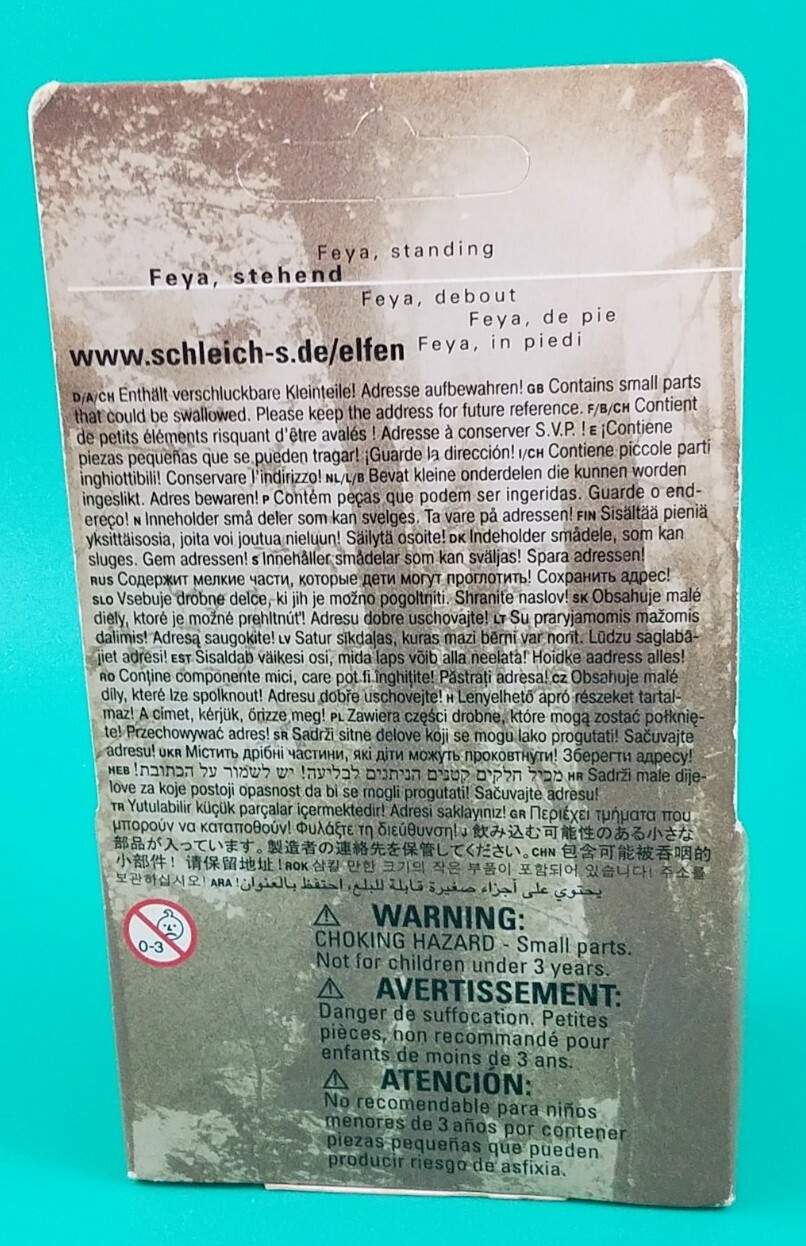 Feya, standing
Feya, stehend
Feya, debout
Feya, de pie
www.schleich-s.de/elfen Feya, in piedi
D/A/CH Enthält verschluckbare Kleinteile! Adresse aufbewahren! GB Contains small parts
that could be swallowed. Please keep the address for future reference. F/B/CH Contient
de petits éléments risquant d'être avalés ! Adresse à conserver S.V.P. ! E ¡Contiene
piezas pequeñas que se pueden tragar! ¡Guarde la dirección! I/CH Contiene piccole parti
inghiottibili! Conservare l'indirizzo! NL/L/B Bevat kleine onderdelen die kunnen worden
ingeslikt. Adres bewaren! P Contém peças que podem ser ingeridas. Guarde o end-
ereço! N Inneholder små deler som kan svelges. Ta vare på adressen! FIN Sisältää pieniä
yksittäisosia, joita voi joutua nieluun! Säilytä osoite! DK Indeholder smådele, som kan
sluges. Gem adressen! S Innehåller smådelar som kan sväljas! Spara adressen!
RUS Содержит мелкие части, которые дети могут проглотить! Сохранить адрес!
SLO Vsebuje drobne delce, ki jih je možno pogoltniti. Shranite naslov! SK Obsahuje malé
diely, ktoré je možné prehltnúť! Adresu dobre uschovajte! LT Su praryjamomis mažomis
dalimis! Adresą saugokite! LV Satur sīkdaļas, kuras mazi bērni var norīt. Lūdzu saglabā-
jiet adresi! EST Sisaldab väikesi osi, mida laps võib alla neelata! Hoidke aadress alles!
RO Conţine componente mici, care pot fi înghiţite! Păstraţi adresa! CZ Obsahuje malé
díly, které lze spolknout! Adresu dobře uschovejte! H Lenyelhető apró részeket tartal-
maz! A címet, kérjük, őrizze meg! PL Zawiera części drobne, które mogą zostać połknię-
te! Przechowywać adres! SR Sadrži sitne delove koji se mogu lako progutati! Sačuvajte
adresu! UKR Містить дрібні частини, які діти можуть проковтнути! Зберегти адресу!
HEB מכיל חלקים קטנים הניתנים לבליעה! יש לשמור על הכתובת! HR Sadrži male dije-
love za koje postoji opasnost da bi se mogli progutati! Sačuvajte adresu!
TR Yutulabilir küçük parçalar içermektedir! Adresi saklayınız! GR Περιέχει τμήματα που
μπορούν να καταποθούν! Φυλάξτε τη διεύθυνση! J 飲み込む可能性のある小さな
部品が入っています。製造者の連絡先を保管してください。CHN 包含可能被吞咽的
小部件！ 请保留地址！ROK 삼킬 만한 크기의 작은 부품이 포함되어 있습니다! 주소를
보관하십시오! ARA يحتوي على أجزاء صغيرة قابلة للبلع، احتفظ بالعنوان!
0-3
WARNING:
CHOKING HAZARD - Small parts.
Not for children under 3 years.
AVERTISSEMENT:
Danger de suffocation. Petites
pièces, non recommandé pour
enfants de moins de 3 ans.
ATENCIÓN:
No recomendable para niños
menores de 3 años por contener
piezas pequeñas que pueden
producir riesgo de asfixia.